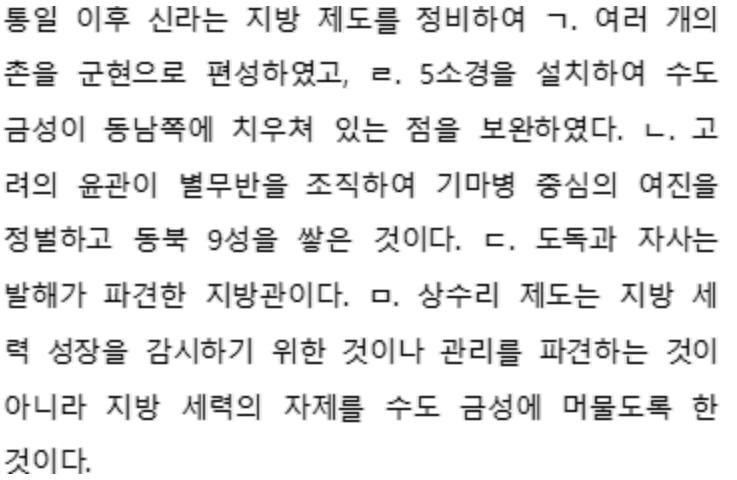 통일 이후 신라는 지방 제도를 정비하여 ㄱ. 여러 개의
촌을 군현으로 편성하였고, ㄹ. 5소경을 설치하여 수도
금성이 동남쪽에 치우쳐 있는 점을 보완하였다. ㄴ. 고
려의 윤관이 별무반을 조직하여 기마병 중심의 여진을
정벌하고 동북 9성을 쌓은 것이다. ㄷ. 도독과 자사는
발해가 파견한 지방관이다. ㅁ. 상수리 제도는 지방 세
력 성장을 감시하기 위한 것이나 관리를 파견하는 것이
아니라 지방 세력의 자제를 수도 금성에 머물도록 한
것이다.